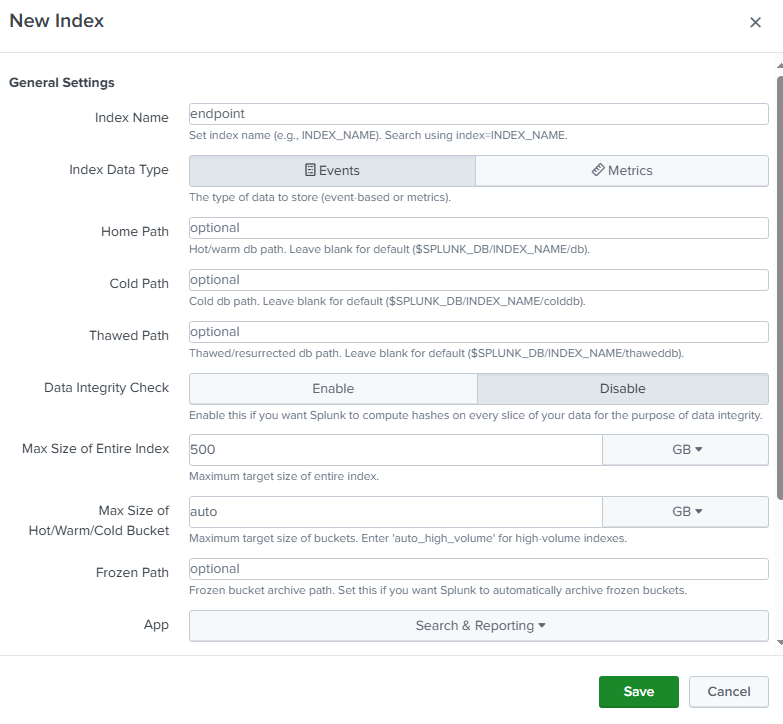 New Index
General Settings
Index Name
endpoint
Set index name (e.g., INDEX_NAME). Search using index=INDEX_NAME.
Index Data Type
Events
Metrics
The type of data to store (event-based or metrics).
Home Path
optional
Hot/warm db path. Leave blank for default ($SPLUNK_DB/INDEX_NAME/db).
Cold Path
optional
Cold db path. Leave blank for default ($SPLUNK_DB/INDEX_NAME/colddb).
Thawed Path
optional
Thawed/resurrected db path. Leave blank for default ($SPLUNK_DB/INDEX_NAME/thaweddb).
Data Integrity Check
Enable
Disable
Enable this if you want Splunk to compute hashes on every slice of your data for the purpose of data integrity.
Max Size of Entire Index
500
GB
Maximum target size of entire index.
Max Size of
Hot/Warm/Cold Bucket
auto
GB
Maximum target size of buckets. Enter 'auto_high_volume' for high-volume indexes.
Frozen Path
optional
Frozen bucket archive path. Set this if you want Splunk to automatically archive frozen buckets.
App
Search & Reporting
Save
Cancel